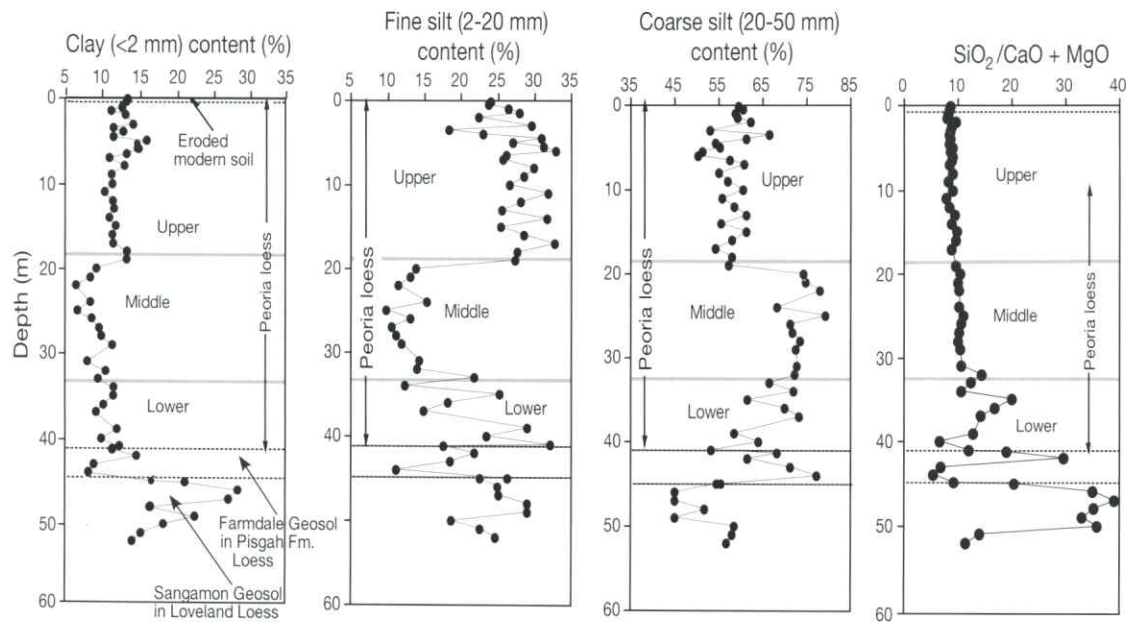 Clay (<2 mm) content (%)
5 10 15 20 25 30 35
Depth (m)
0
10
20
30
40
50
60
Eroded
modern soil
Upper
Middle
Lower
Peoria loess
Farmdale Geosol
in Pisgah Fm.
Loess
Sangamon Geosol
in Loveland Loess
Fine silt (2-20 mm)
content (%)
5 10 15 20 25 30 35
0
10
20
30
40
50
60
Upper
Middle
Lower
Peoria loess
Coarse silt (20-50 mm)
content (%)
35 45 55 65 75 85
0
10
20
30
40
50
60
Upper
Middle
Lower
Peoria loess
SiO2/CaO + MgO
0 10 20 30 40
0
10
20
30
40
50
60
Upper
Middle
Lower
Peoria loess